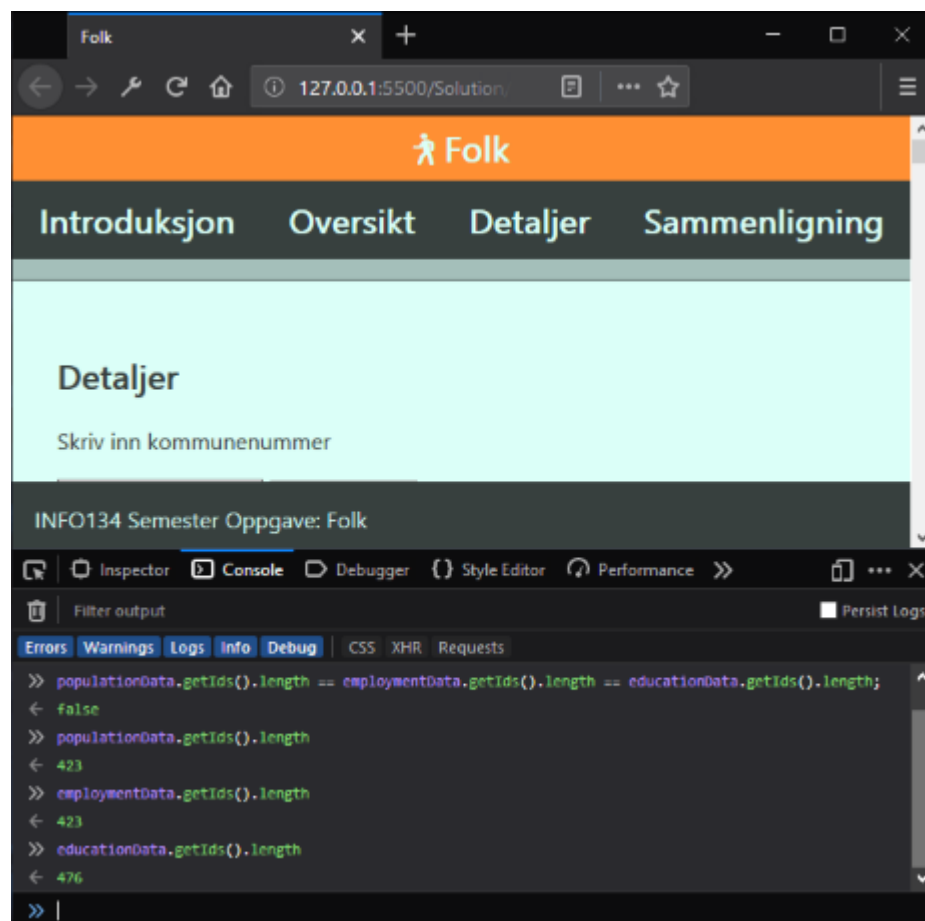 Folk
127.0.0.1:5500/Solution/
Folk
Introduksjon Oversikt Detaljer Sammenligning
Detaljer
Skriv inn kommunenummer
INFO134 Semester Oppgave: Folk
Inspector Console Debugger {} Style Editor Performance >>
Filter output Persist Logs
Errors Warnings Logs Info Debug CSS XHR Requests
>> populationData.getIds().length == employmentData.getIds().length == educationData.getIds().length;
← false
>> populationData.getIds().length
← 423
>> employmentData.getIds().length
← 423
>> educationData.getIds().length
← 476
>>